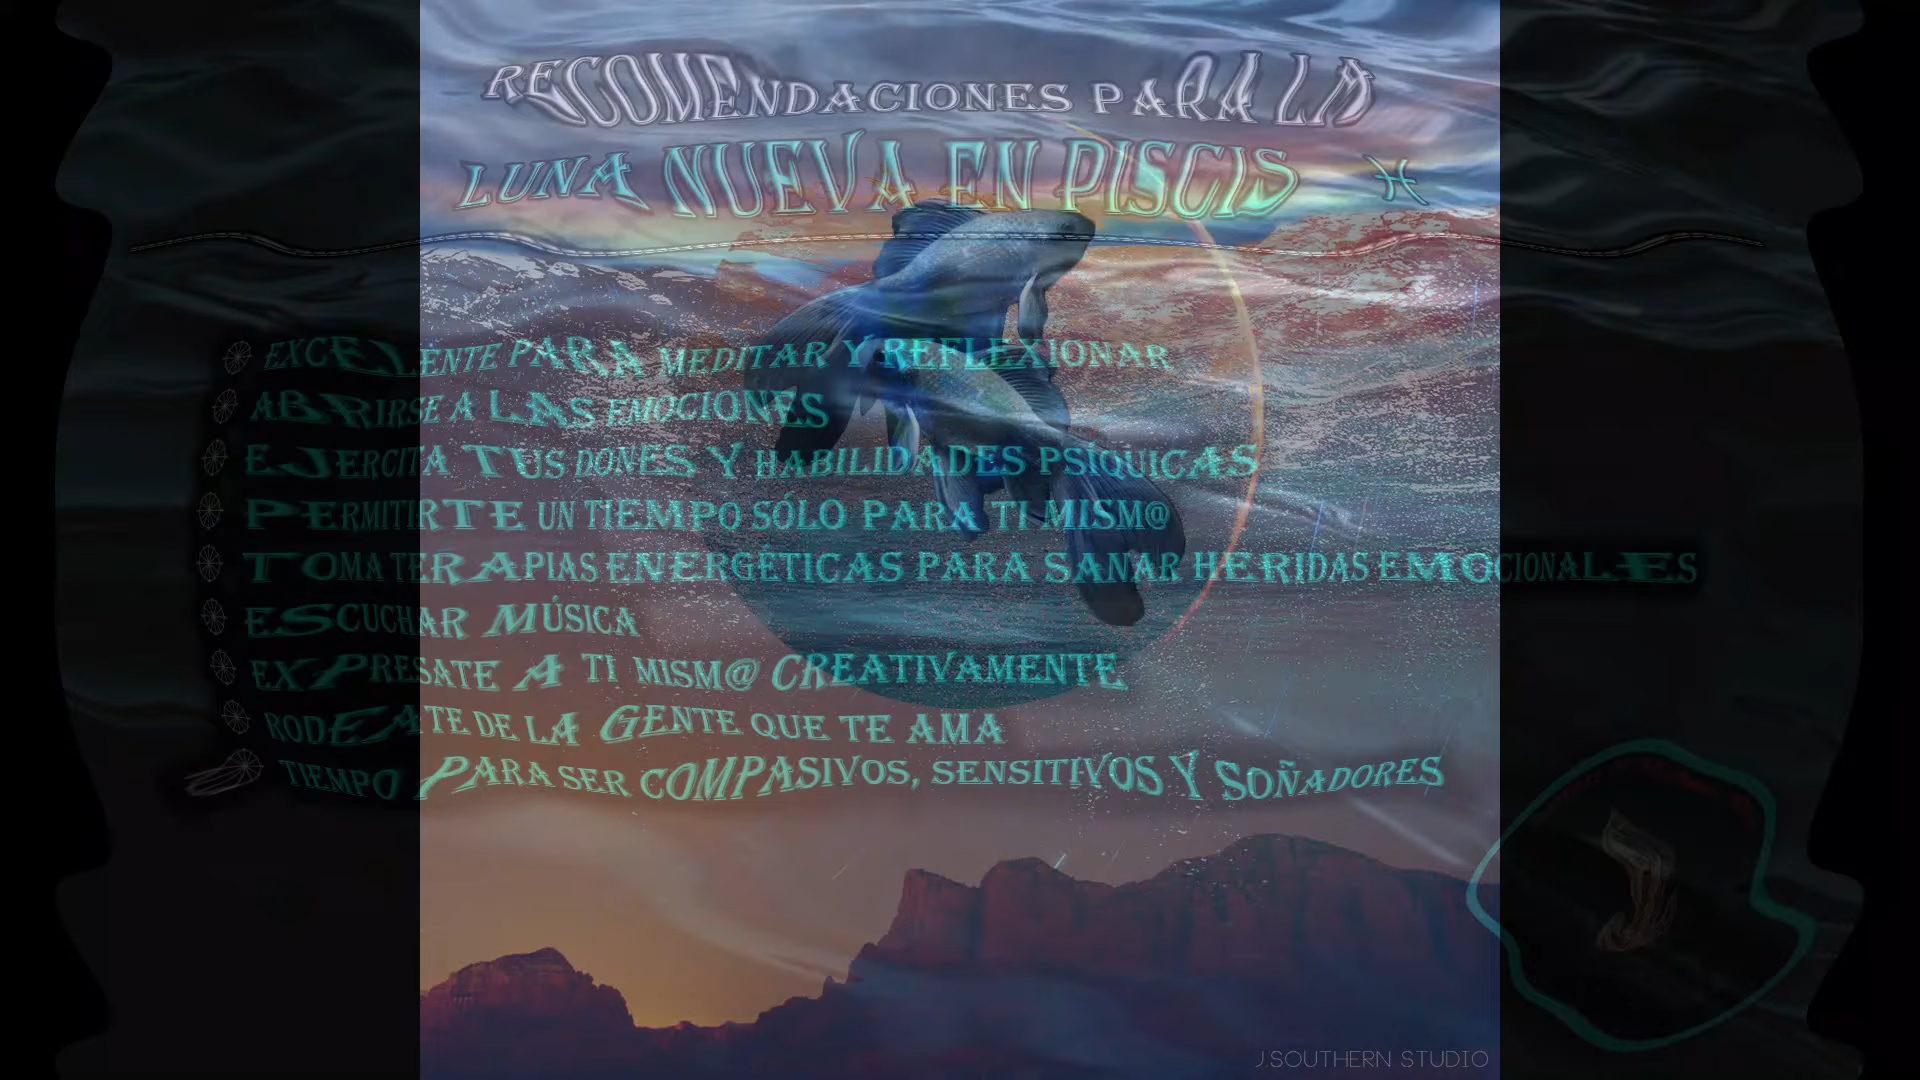 RECOMENDACIONES PARA LA
LUNA NUEVA EN PISCIS ♓
EXCELENTE PARA MEDITAR Y REFLEXIONAR
ABRIRSE A LAS EMOCIONES
EJERCITA TUS DONES Y HABILIDADES PSÍQUICAS
PERMITIRTE UN TIEMPO SÓLO PARA TI MISM@
TOMA TERAPIAS ENERGÉTICAS PARA SANAR HERIDAS EMOCIONALES
ESCUCHAR MÚSICA
EXPRESATE A TI MISM@ CREATIVAMENTE
RODEATE DE LA GENTE QUE TE AMA
TIEMPO PARA SER COMPASIVOS, SENSITIVOS Y SOÑADORES
J.SOUTHERN STUDIO